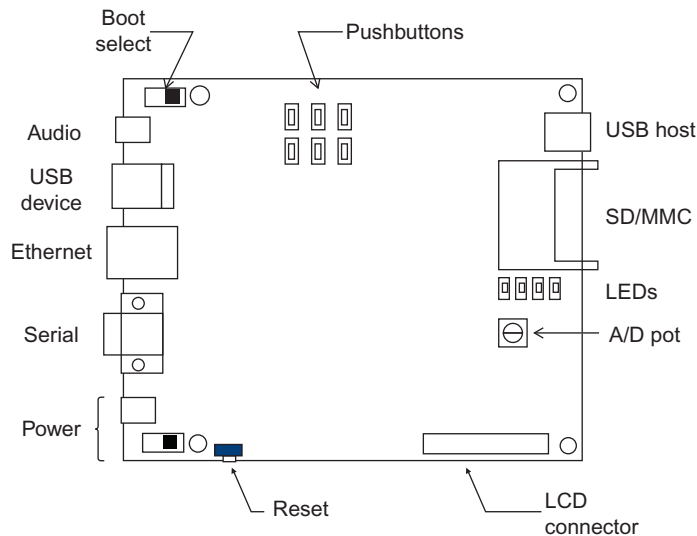 Boot
select
Pushbuttons
Audio
USB host
USB
device
SD/MMC
Ethernet
LEDs
Serial
A/D pot
Power
Reset
LCD
connector